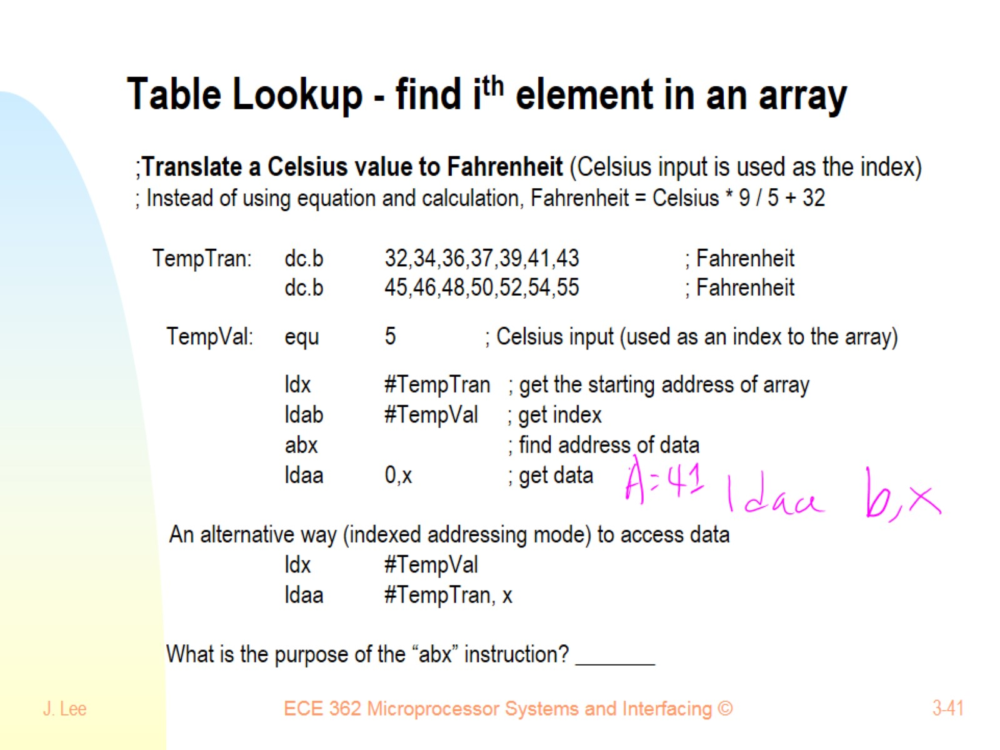 Table Lookup - find ith element in an array
;Translate a Celsius value to Fahrenheit (Celsius input is used as the index)
; Instead of using equation and calculation, Fahrenheit = Celsius * 9 / 5 + 32
TempTran: dc.b 32,34,36,37,39,41,43 ; Fahrenheit
dc.b 45,46,48,50,52,54,55 ; Fahrenheit
TempVal: equ 5 ; Celsius input (used as an index to the array)
ldx #TempTran ; get the starting address of array
ldab #TempVal ; get index
abx ; find address of data
ldaa 0,x ; get data A=41 ldaa b,x
An alternative way (indexed addressing mode) to access data
ldx #TempVal
ldaa #TempTran, x
What is the purpose of the “abx” instruction? _______
J. Lee ECE 362 Microprocessor Systems and Interfacing © 3-41